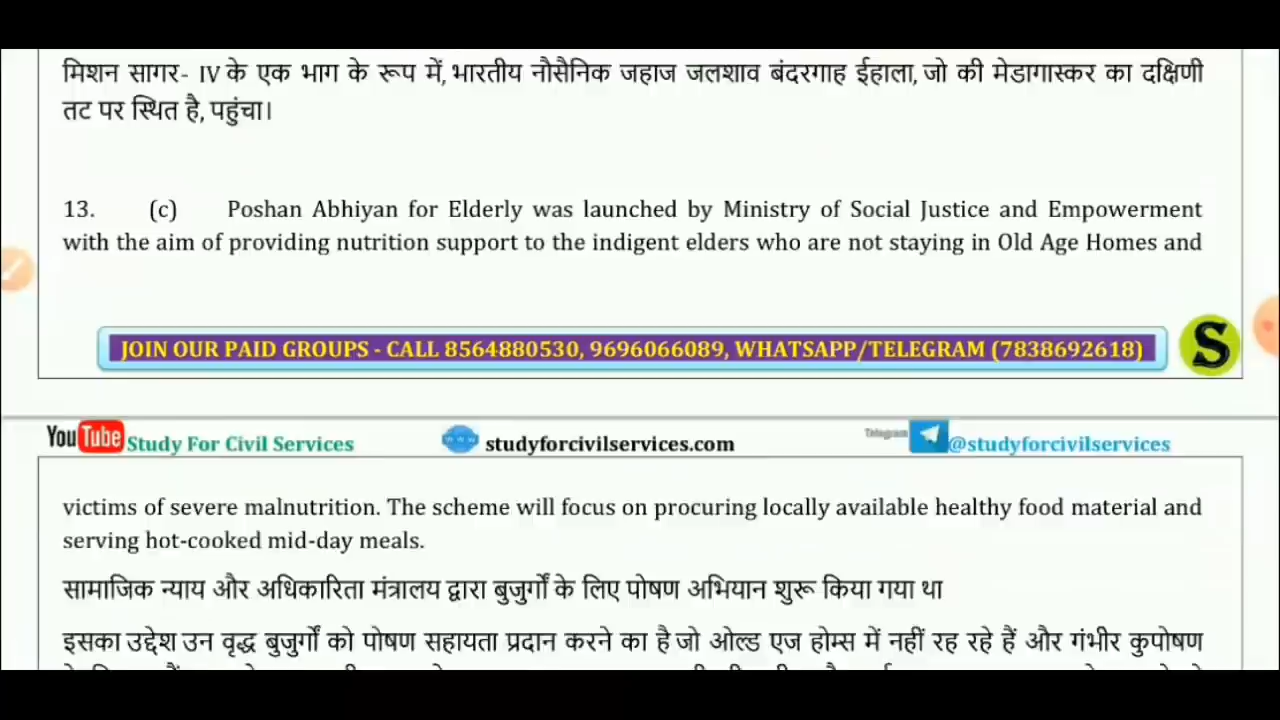 मिशन सागर- IV के एक भाग के रूप में, भारतीय नौसैनिक जहाज जलशाव बंदरगाह ईहाला, जो की मेडागास्कर का दक्षिणी
तट पर स्थित है, पहुंचा।
13. (c) Poshan Abhiyan for Elderly was launched by Ministry of Social Justice and Empowerment
with the aim of providing nutrition support to the indigent elders who are not staying in Old Age Homes and
JOIN OUR PAID GROUPS - CALL 8564880530, 9696066089, WHATSAPP/TELEGRAM (7838692618)
S
YouTube Study For Civil Services www studyforcivilservices.com Telegram @studyforcivilservices
victims of severe malnutrition. The scheme will focus on procuring locally available healthy food material and
serving hot-cooked mid-day meals.
सामाजिक न्याय और अधिकारिता मंत्रालय द्वारा बुजुर्गों के लिए पोषण अभियान शुरू किया गया था
इसका उद्देश उन वृद्ध बुजुर्गों को पोषण सहायता प्रदान करने का है जो ओल्ड एज होम्स में नहीं रह रहे हैं और गंभीर कुपोषण